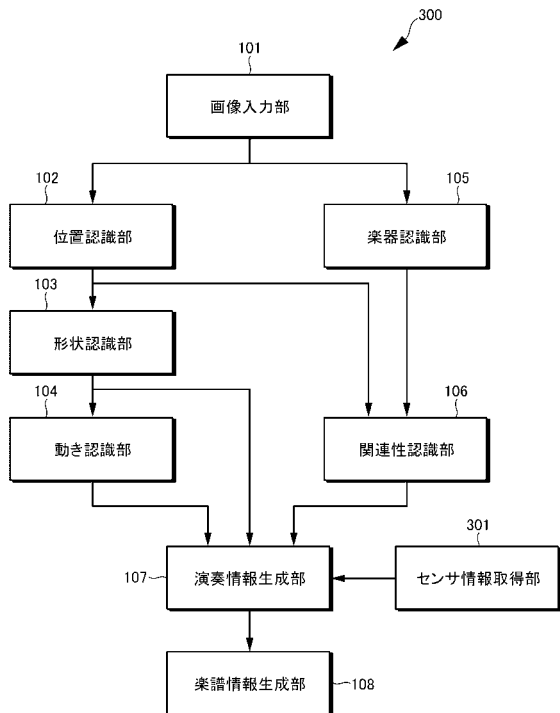 300
101
画像入力部
102
位置認識部
105
楽器認識部
103
形状認識部
104
動き認識部
106
関連性認識部
107
演奏情報生成部
301
センサ情報取得部
楽譜情報生成部
108